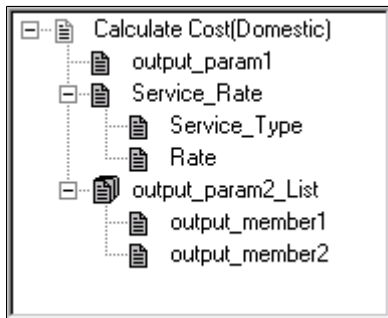 Calculate Cost(Domestic)
output_param1
Service_Rate
Service_Type
Rate
output_param2_List
output_member1
output_member2